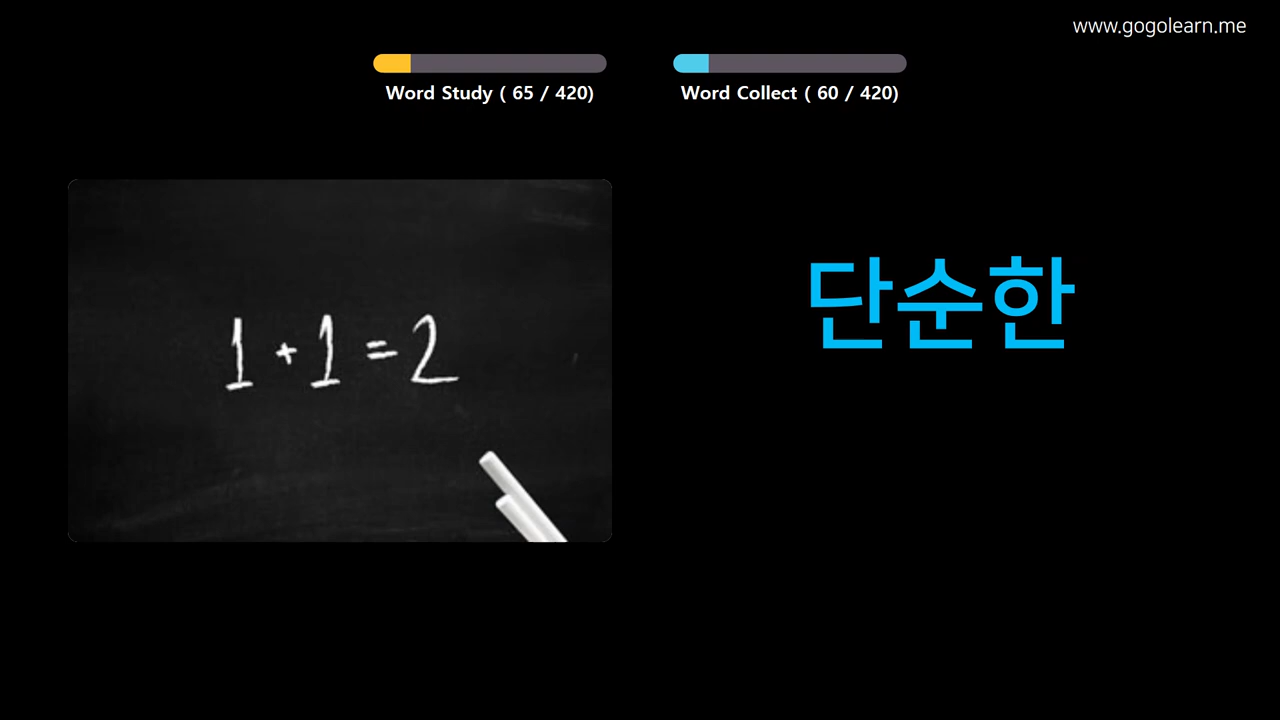 www.gogolearn.me
Word Study ( 65 / 420)
Word Collect ( 60 / 420)
단순한
1 + 1 = 2